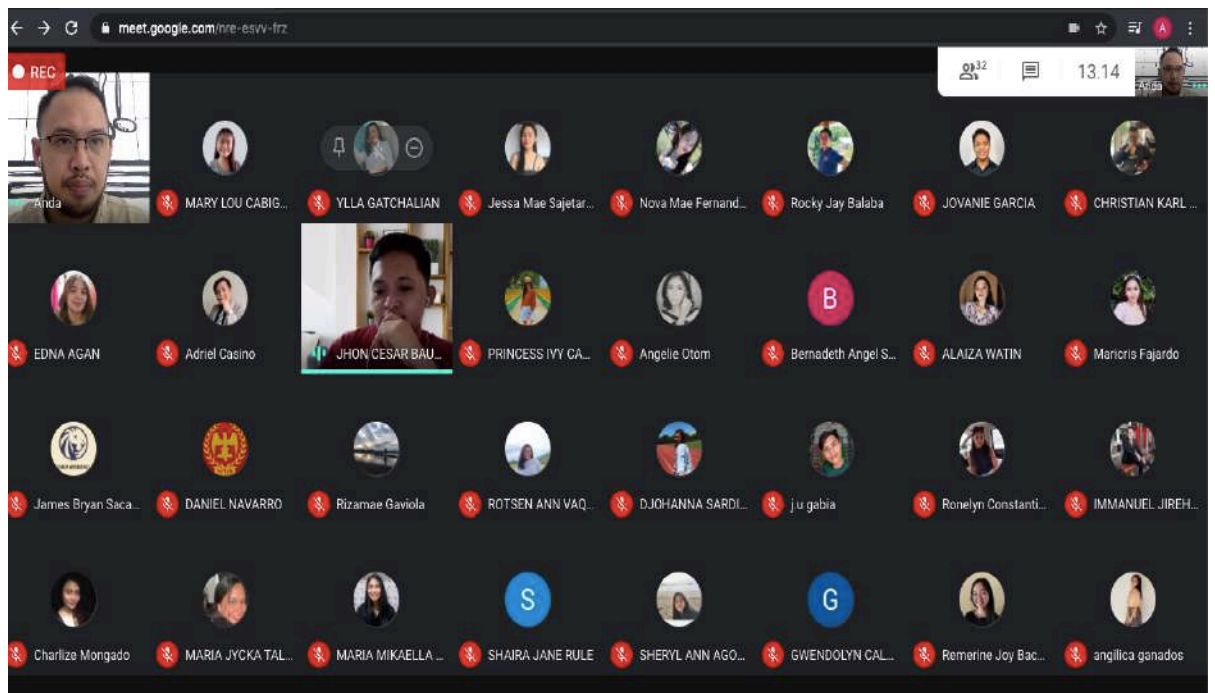 meet.google.com/nre-esvv-frz
A
REC
32
13.14
Anda
Anda
MARY LOU CABIG...
YLLA GATCHALIAN
Jessa Mae Sajetar...
Nova Mae Fernand...
Rocky Jay Balaba
JOVANIE GARCIA
CHRISTIAN KARL ...
EDNA AGAN
Adriel Casino
JHON CESAR BAU...
PRINCESS IVY CA...
Angelie Otom
B
Bernadeth Angel S...
ALAIZA WATIN
Maricris Fajardo
James Bryan Saca...
DANIEL NAVARRO
Rizamae Gaviola
ROTSEN ANN VAQ...
DJOHANNA SARDI...
j.u gabia
Ronelyn Constanti...
IMMANUEL JIREH...
Charlize Mongado
MARIA JYCKA TAL...
MARIA MIKAELLA ...
S
SHAIRA JANE RULE
SHERYL ANN AGO...
G
GWENDOLYN CAL...
Remerine Joy Bac...
angilica ganados